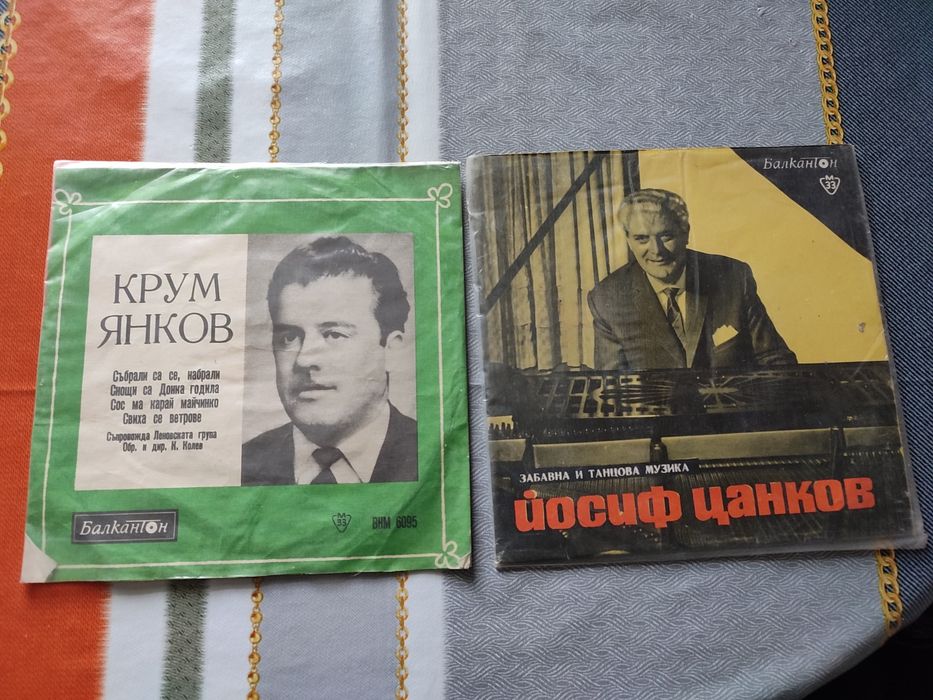 КРУМ
ЯНКОВ
Събрали са се, набрали
Снощи са Донка годила
Сос ма карай майчинко
Свиха се ветрове
Съпровожда Леновската група
Обр. и дир. К. Колев
Балкантон
М
33
ВНМ 6095
Балкантон
М
33
ЗАБАВНА И ТАНЦОВА МУЗИКА
йосиф цанков